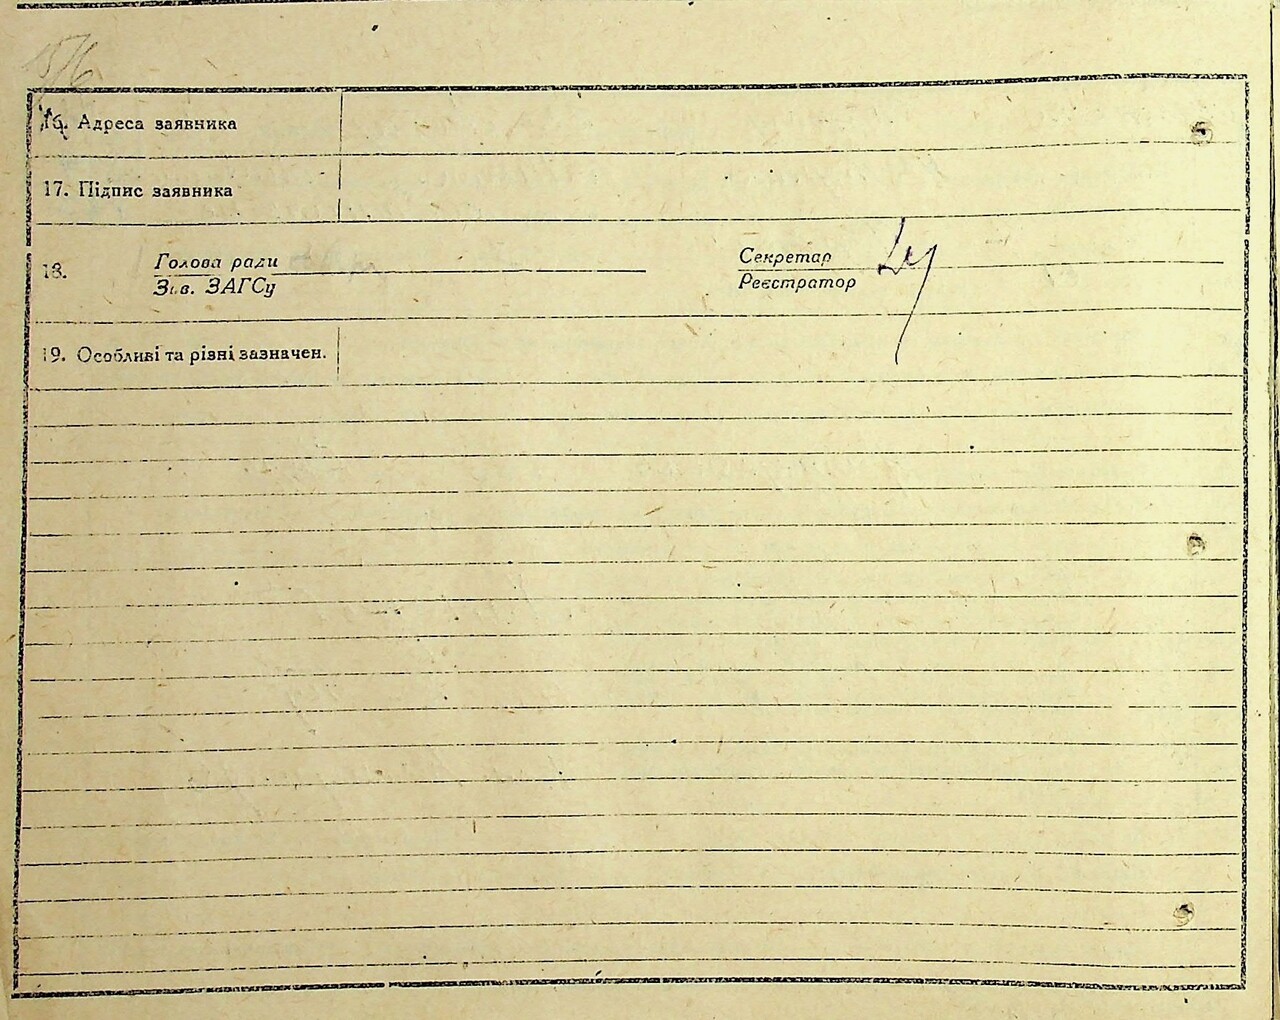 16. Адреса заявника
17. Підпис заявника
18. Голова ради Секретар
Зав. ЗАГСу Реєстратор
19. Особливі та різні зазначен.